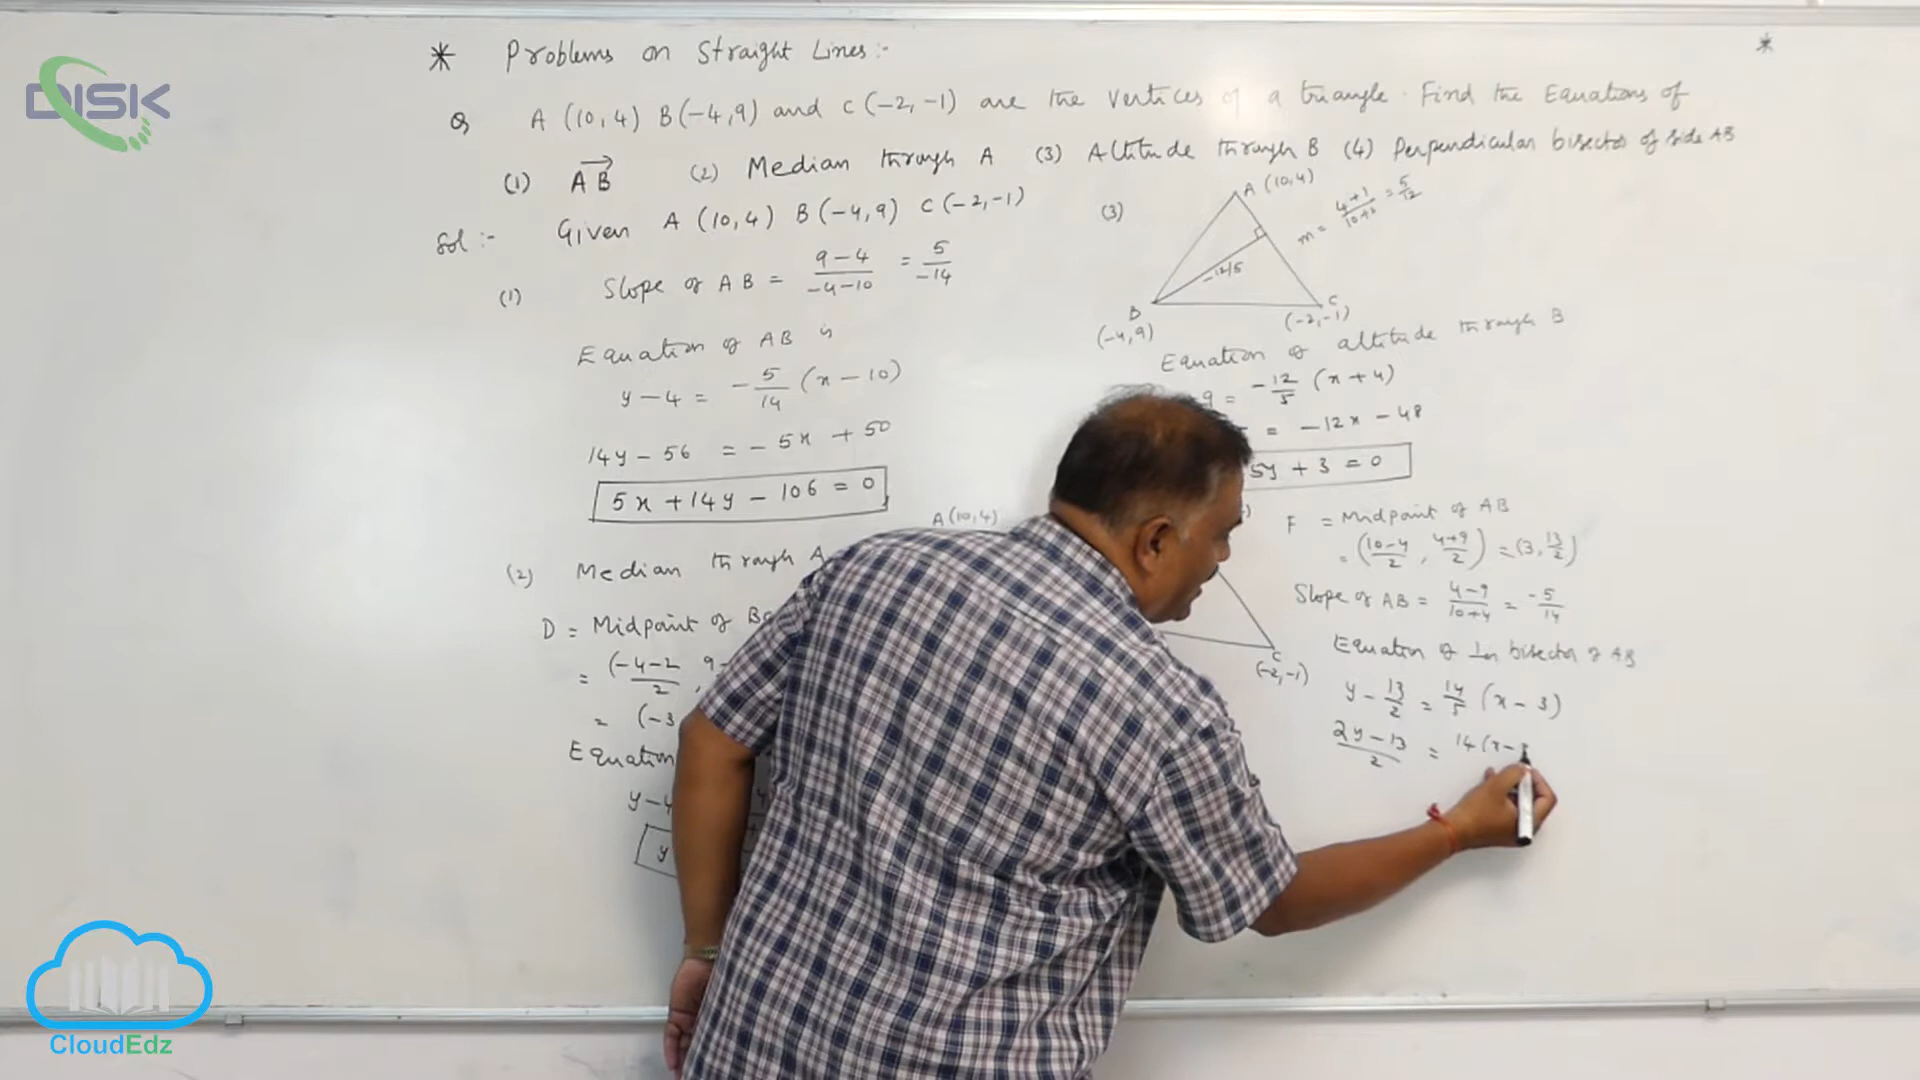 DISK
* Problems on Straight Lines :-
*
Q A (10, 4) B(-4, 9) and C (-2, -1) are the vertices of a triangle. Find the Equations of
(1) AB (2) Median through A (3) Altitude through B (4) Perpendicular bisector of side AB
Sol :- Given A (10, 4) B (-4, 9) C (-2, -1)
(1) Slope of AB = 9-4/-4-10 = 5/-14
Equation of AB is
y - 4 = -5/14 (x - 10)
14y - 56 = -5x + 50
5x + 14y - 106 = 0
(2) Median through A
A (10, 4)
D = Midpoint of B
= (-4-2/2,
= (-3
Equation
y - 4
y
(3)
A (10, 4)
m = 4+1/10+2 = 5/12
-12/5
B
(-4, 9)
C
(-2, -1)
Equation of altitude through B
9 = -12/5 (x + 4)
= -12x - 48
5y + 3 = 0
F = Midpoint of AB
= (10-4/2, 4+9/2) = (3, 13/2)
Slope of AB = 4-9/10+4 = -5/14
C
(-2, -1)
Equation of ⊥r bisector of AB
y - 13/2 = 14/5 (x - 3)
2y - 13/2 = 14(x -
CloudEdz